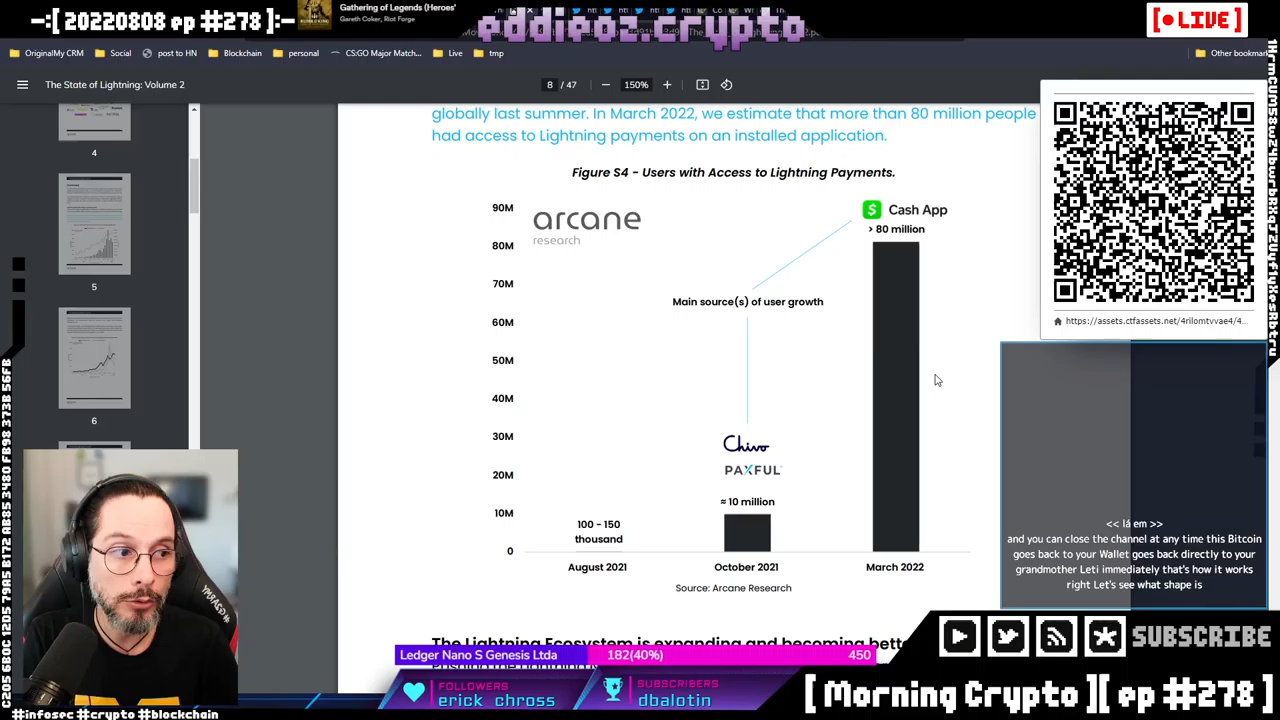 -:[ 20220808 ep #278 ]:-
Gathering of Legends (Heroes'
Gareth Coker, Riot Forge
[● LIVE]
OriginalMy CRM
Social
post to HN
Blockchain
personal
CS:GO Major Match...
Live
tmp
Other bookmar
The State of Lightning: Volume 2
8 / 47
150%
4
5
6
globally last summer. In March 2022, we estimate that more than 80 million people
had access to Lightning payments on an installed application.
Figure S4 - Users with Access to Lightning Payments.
arcane
research
90M
80M
70M
60M
50M
40M
30M
20M
10M
0
Cash App
> 80 million
Main source(s) of user growth
Chivo
PAXFUL
≈ 10 million
100 - 150
thousand
August 2021
October 2021
March 2022
Source: Arcane Research
The Lightning Ecosystem is expanding and becoming
https://assets.ctfassets.net/4rilomtvvae4/4...
<< lá em >>
and you can close the channel at any time this Bitcoin
goes back to your Wallet goes back directly to your
grandmother Leti immediately that's how it works
right Let's see what shape is
SUBSCRIBE
Ledger Nano S Genesis Ltda
182(40%)
450
FOLLOWERS
erick chross
SUBSCRIBERS
dbalotin
[ Morning Crypto ][ ep #278 ]
#infosec #crypto #blockchain